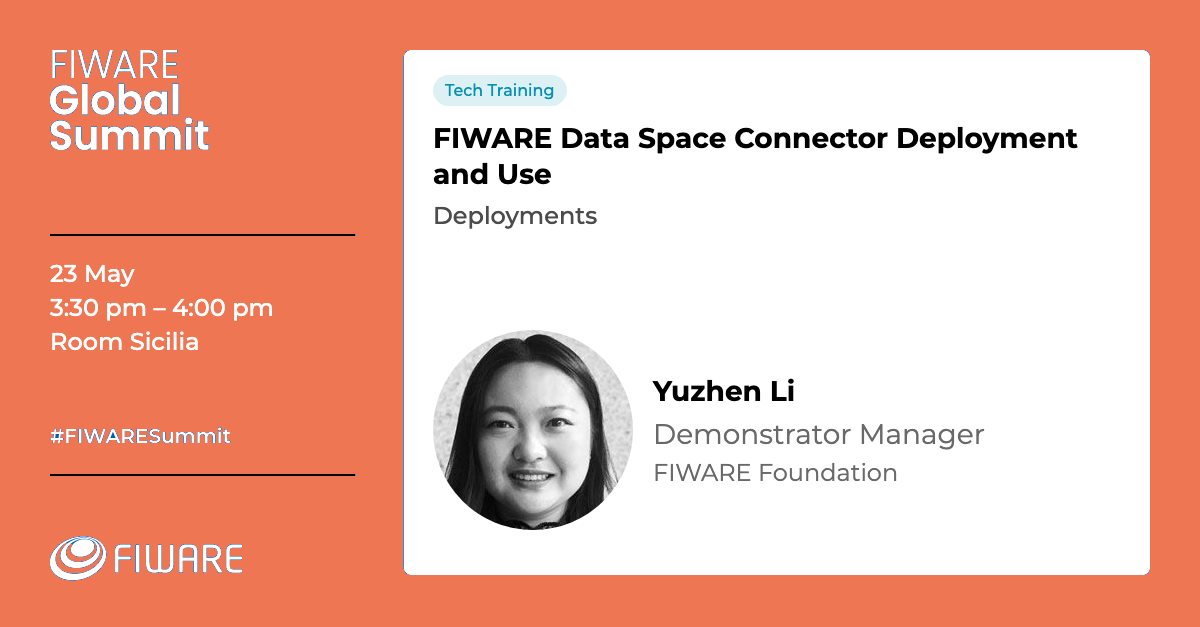 FIWARE
Global
Summit
23 May
3:30 pm – 4:00 pm
Room Sicilia
#FIWARESummit
FIWARE
Tech Training
FIWARE Data Space Connector Deployment
and Use
Deployments
Yuzhen Li
Demonstrator Manager
FIWARE Foundation